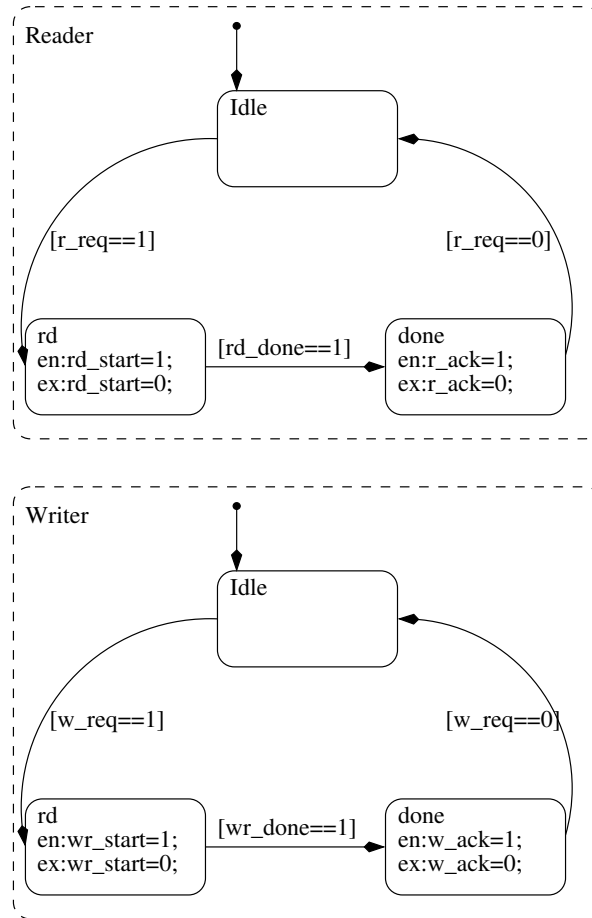 Reader
Idle
[r_req==1]
[r_req==0]
rd
en:rd_start=1;
ex:rd_start=0;
[rd_done==1]
done
en:r_ack=1;
ex:r_ack=0;
Writer
Idle
[w_req==1]
[w_req==0]
rd
en:wr_start=1;
ex:wr_start=0;
[wr_done==1]
done
en:w_ack=1;
ex:w_ack=0;